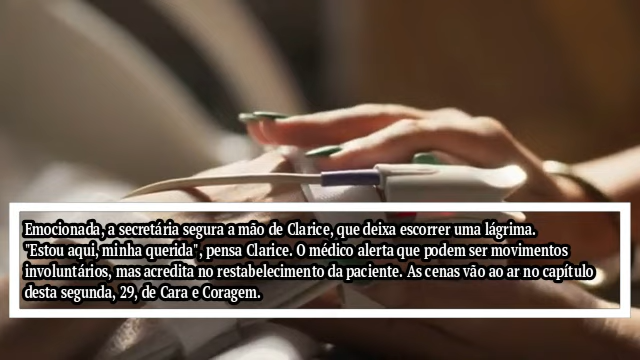 Emocionada, a secretária segura a mão de Clarice, que deixa escorrer uma lágrima.
"Estou aqui, minha querida", pensa Clarice. O médico alerta que podem ser movimentos
involuntários, mas acredita no restabelecimento da paciente. As cenas vão ao ar no capítulo
desta segunda, 29, de Cara e Coragem.